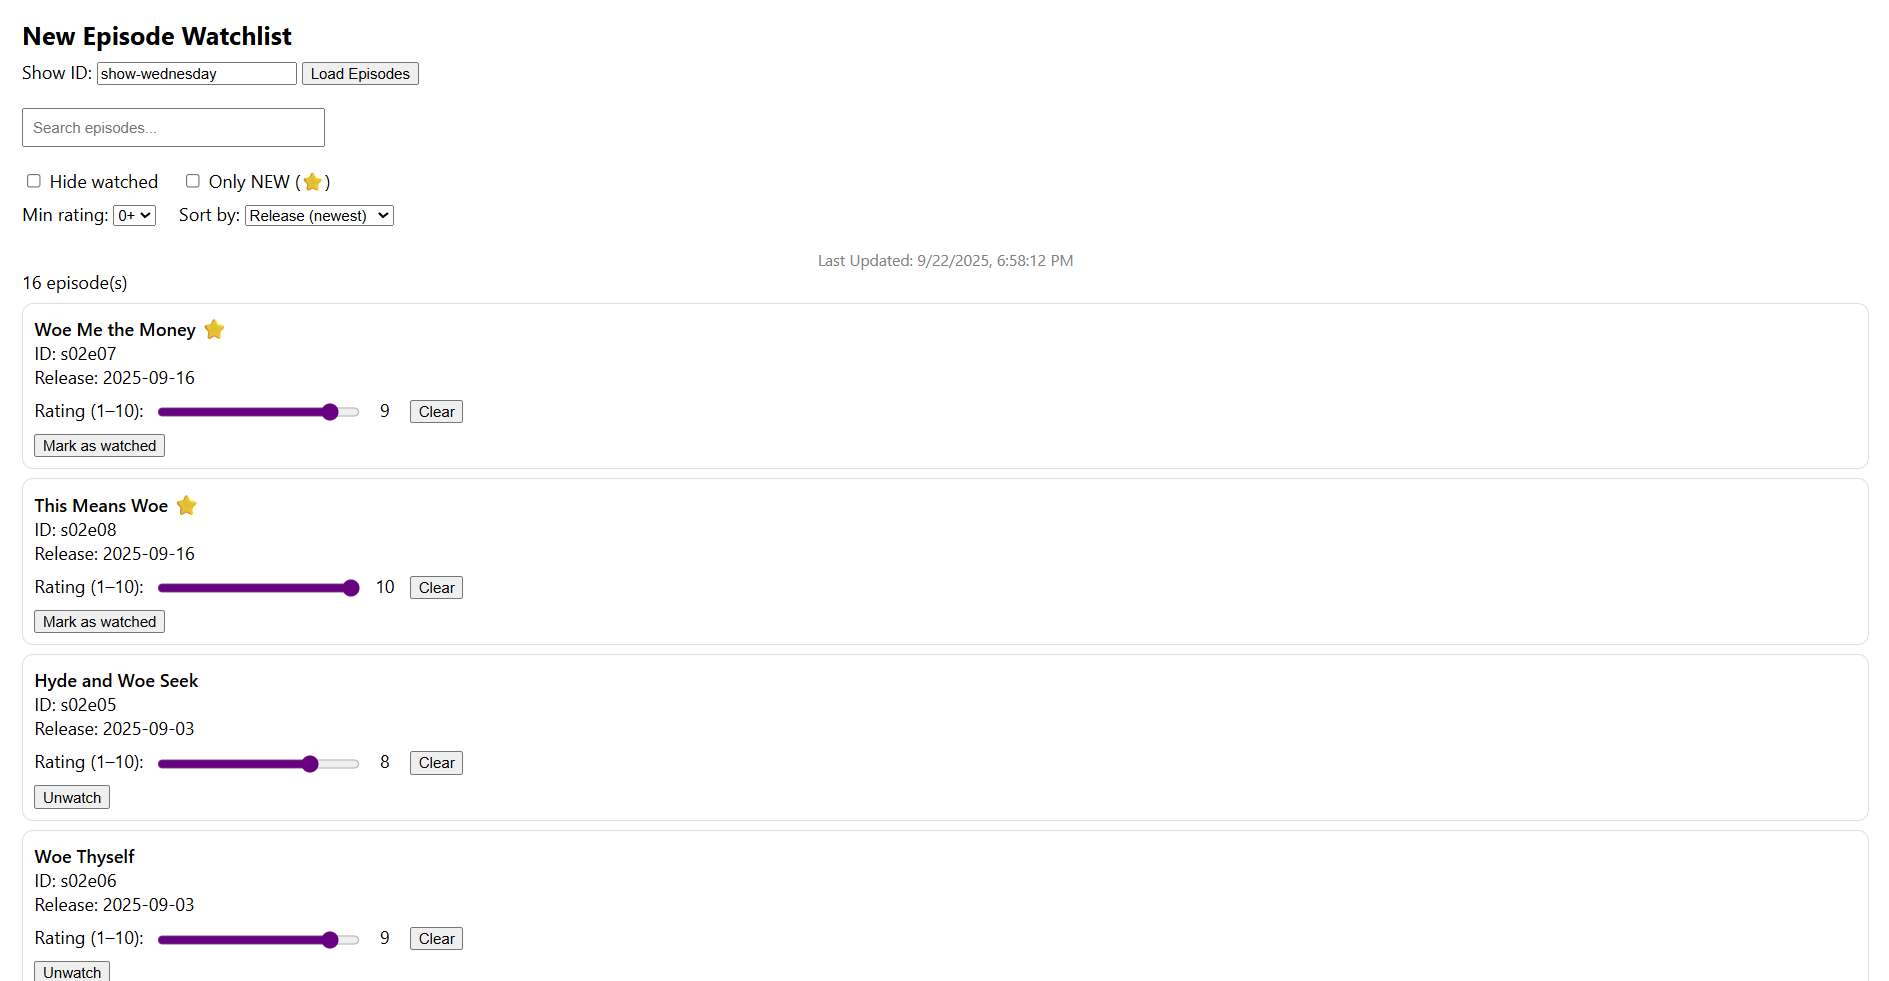 New Episode Watchlist
Show ID: show-wednesday Load Episodes
Search episodes...
Hide watched Only NEW (⭐)
Min rating: 0+ Sort by: Release (newest)
Last Updated: 9/22/2025, 6:58:12 PM
16 episode(s)
Woe Me the Money ⭐
ID: s02e07
Release: 2025-09-16
Rating (1–10): 9 Clear
Mark as watched
This Means Woe ⭐
ID: s02e08
Release: 2025-09-16
Rating (1–10): 10 Clear
Mark as watched
Hyde and Woe Seek
ID: s02e05
Release: 2025-09-03
Rating (1–10): 8 Clear
Unwatch
Woe Thyself
ID: s02e06
Release: 2025-09-03
Rating (1–10): 9 Clear
Unwatch